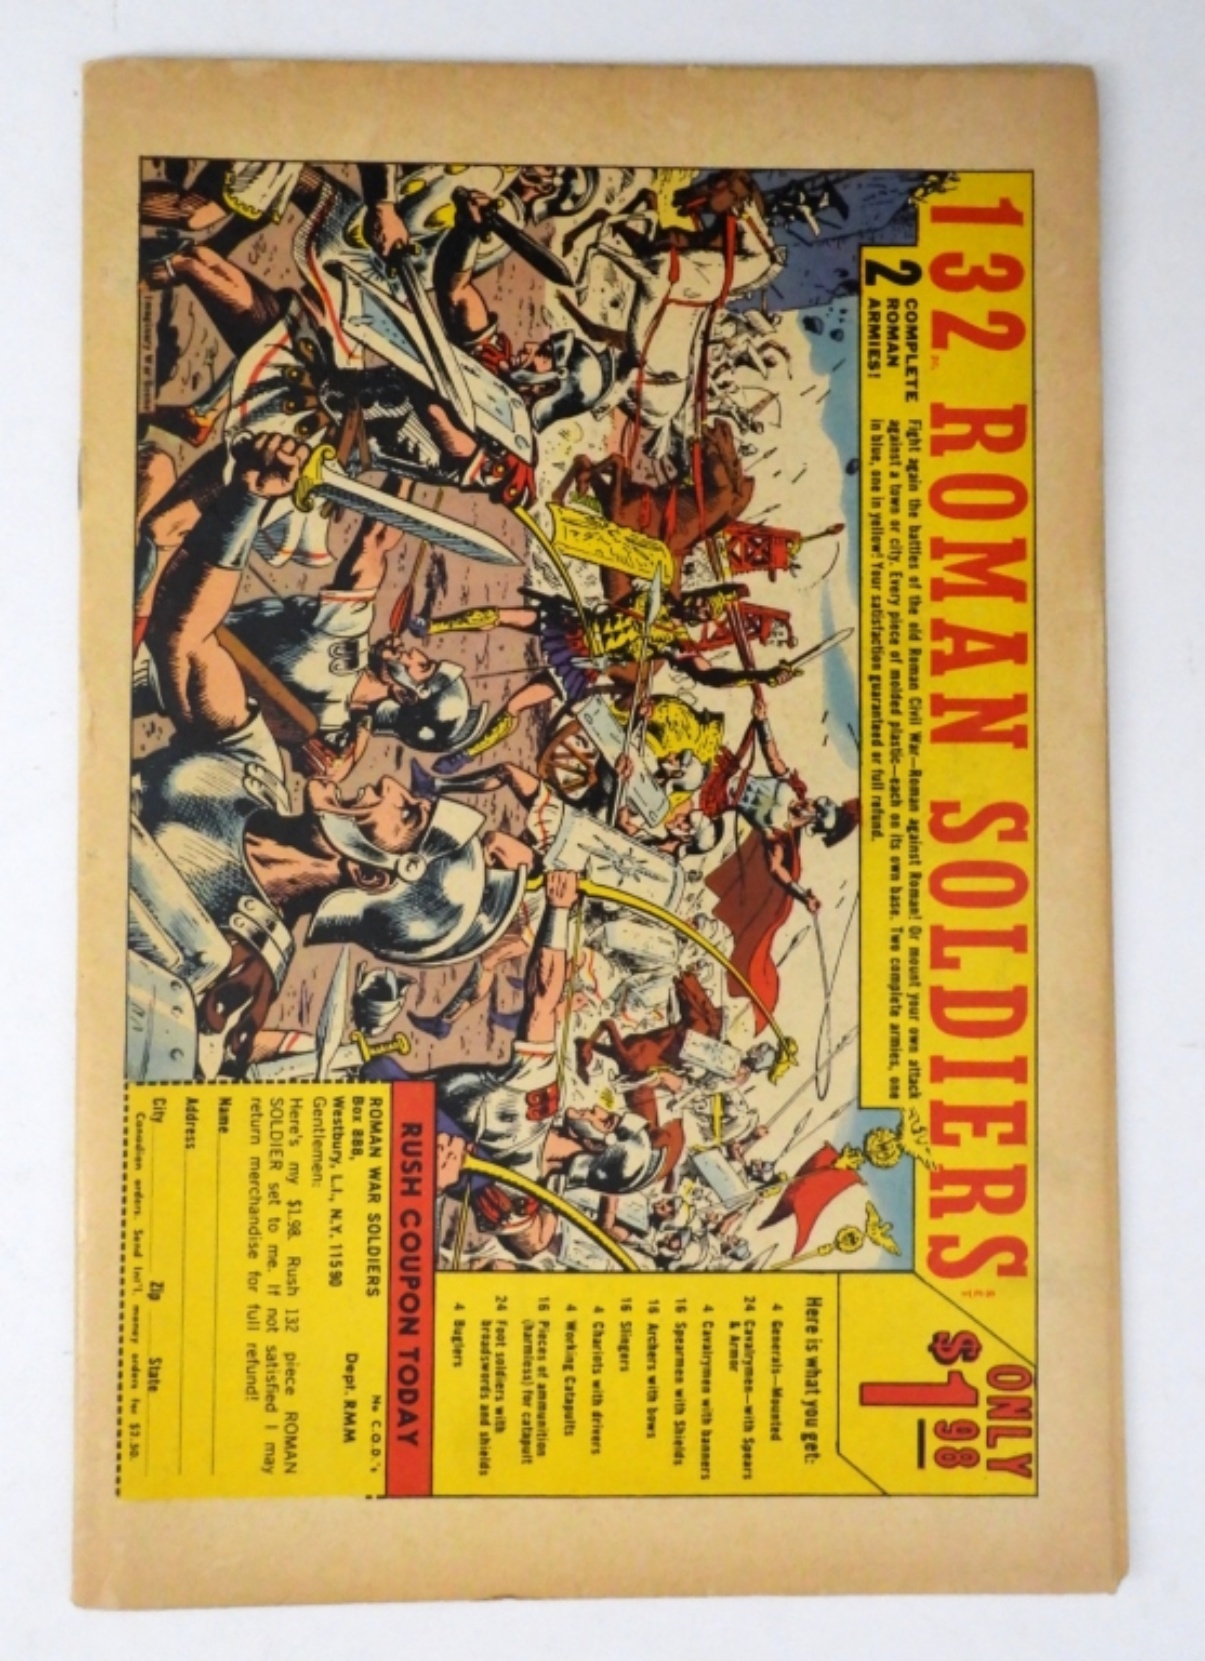 132 PC. ROMAN SOLDIERS SET
ONLY
$1.98
2 COMPLETE
ROMAN
ARMIES!
Fight again the battles of the old Roman Civil War—Roman against Roman! Or mount your own attack
against a town or city. Every piece of molded plastic—each on its own base. Two complete armies, one
in blue, one in yellow! Your satisfaction guaranteed or full refund.
Here is what you get:
4 Generals—Mounted
24 Cavalrymen—with Spears
& Armor
4 Cavalrymen with banners
16 Spearmen with Shields
16 Archers with bows
16 Slingers
4 Chariots with drivers
4 Working Catapults
16 Pieces of ammunition
(harmless) for catapult
24 Foot soldiers with
broadswords and shields
4 Buglers
RUSH COUPON TODAY
No C.O.D.'s
ROMAN WAR SOLDIERS
Box 888, Dept. RMM
Westbury, L.I., N.Y. 11590
Gentlemen:
Here's my $1.98. Rush 132 piece ROMAN
SOLDIER set to me. If not satisfied I may
return merchandise for full refund!
Name
Address
City Zip State
Canadian orders. Send Int'l. money orders for $2.50.
Imaginary War Scene